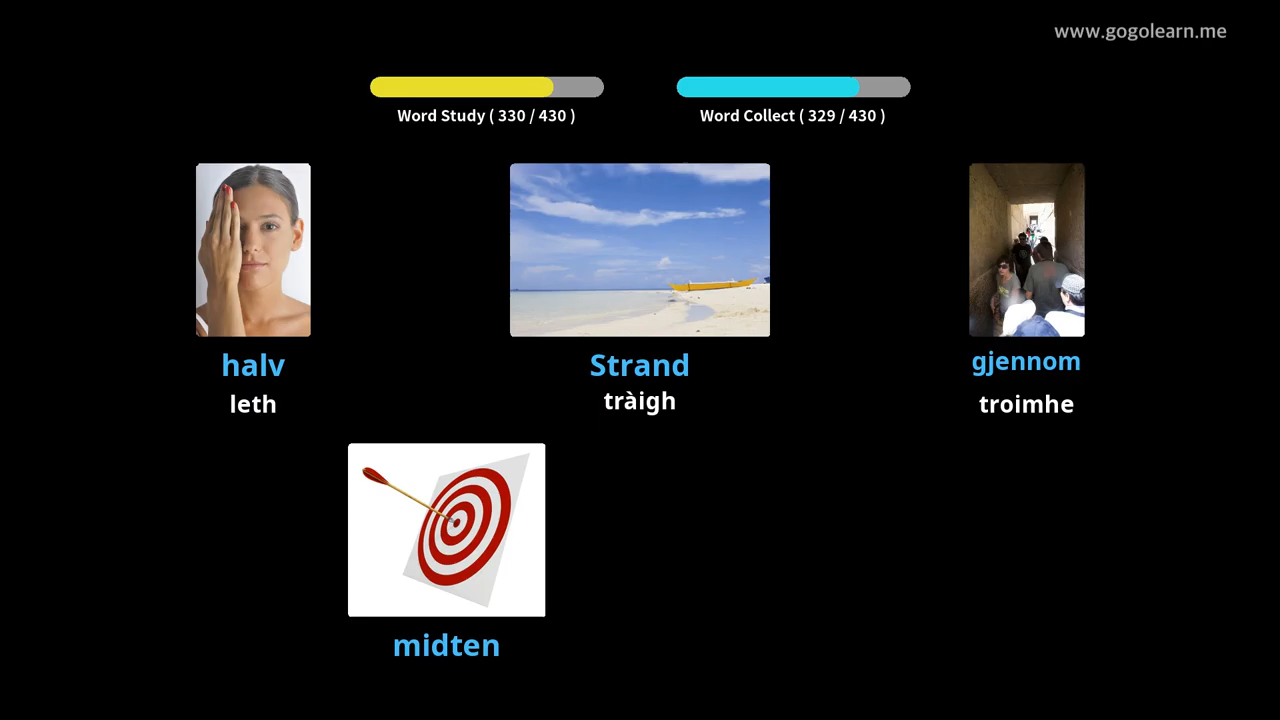 www.gogolearn.me
Word Study ( 330 / 430 )
Word Collect ( 329 / 430 )
halv
leth
Strand
tràigh
gjennom
troimhe
midten